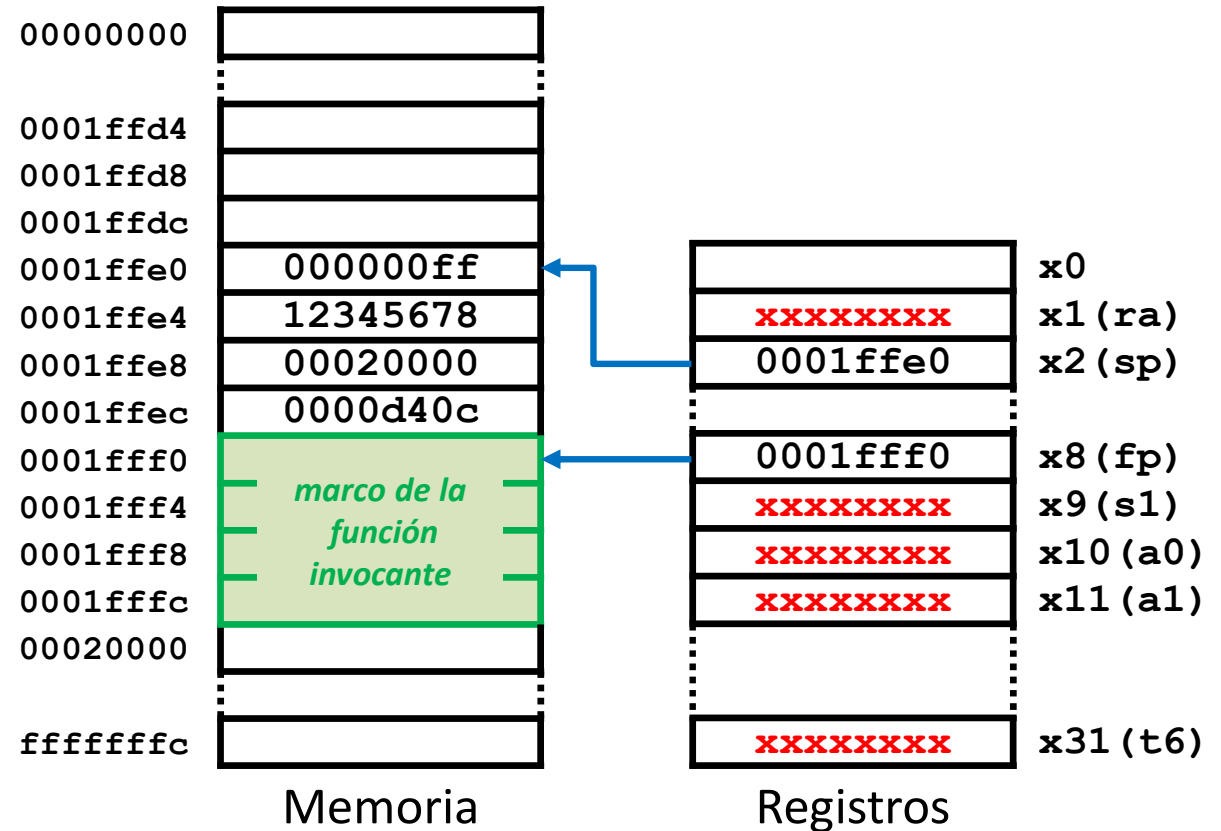 00000000
0001ffd4
0001ffd8
0001ffdc
0001ffe0 000000ff x0
0001ffe4 12345678 xxxxxxxx x1(ra)
0001ffe8 00020000 0001ffe0 x2(sp)
0001ffec 0000d40c
0001fff0 0001fff0 x8(fp)
marco de la
0001fff4 xxxxxxxx x9(s1)
función
0001fff8 xxxxxxxx x10(a0)
invocante
0001fffc xxxxxxxx x11(a1)
00020000
fffffffc xxxxxxxx x31(t6)
Memoria Registros